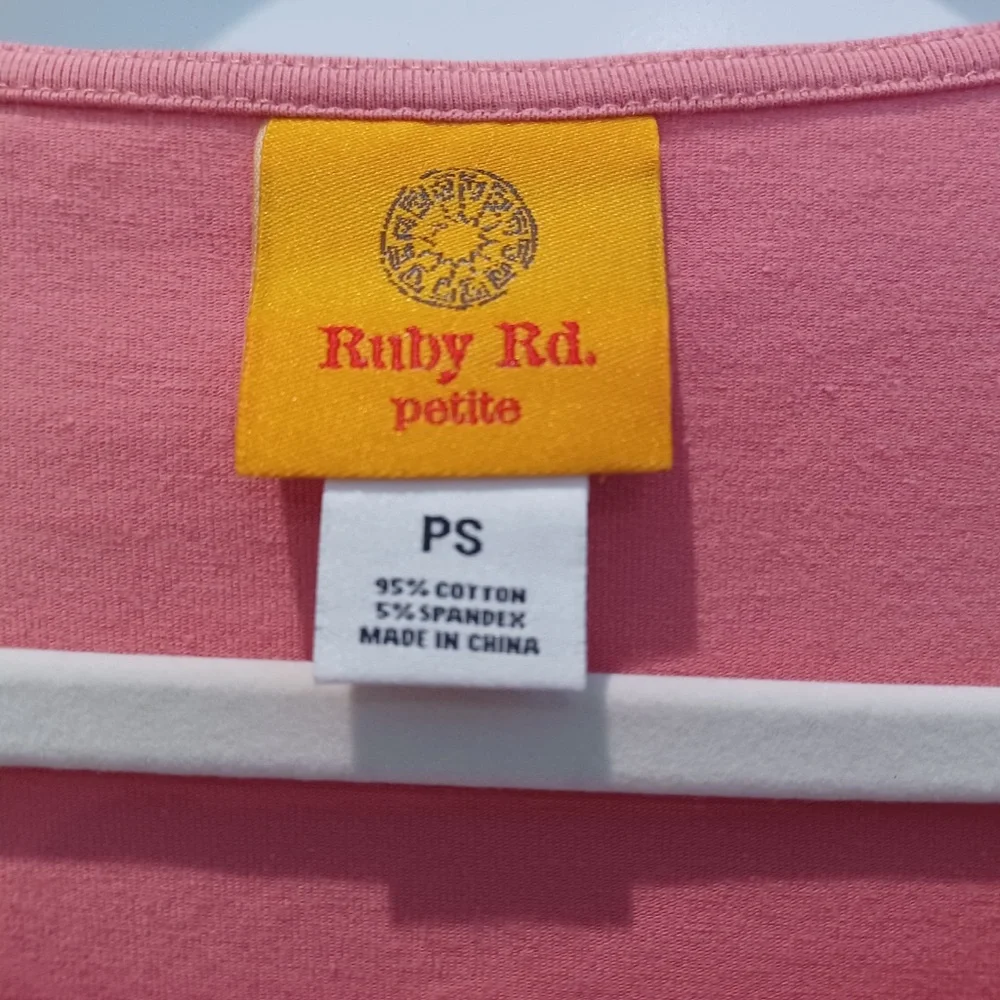 Ruby Rd.
petite
PS
95% COTTON
5% SPANDEX
MADE IN CHINA